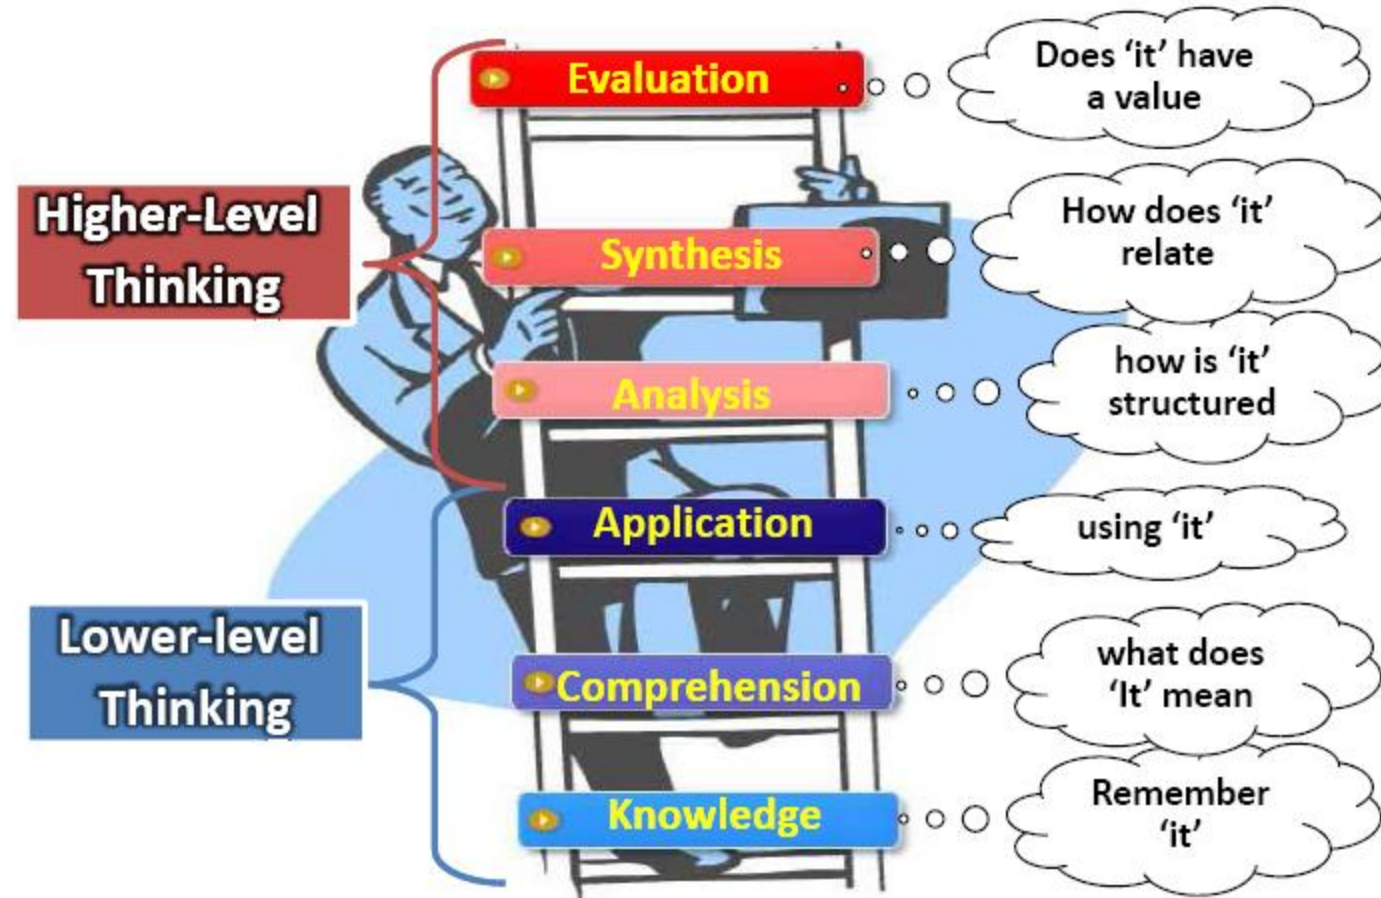 Evaluation
Does ‘it’ have
a value
Higher-Level
Thinking
Synthesis
How does ‘it’
relate
Analysis
how is ‘it’
structured
Application
using ‘it’
Lower-level
Thinking
Comprehension
what does
‘It’ mean
Knowledge
Remember
‘it’